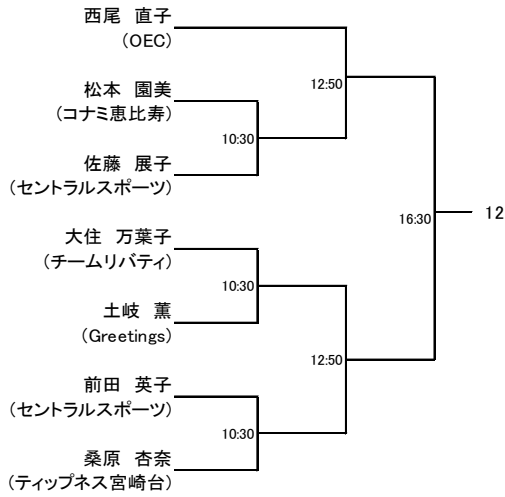 西尾 直子
(OEC)
12:50
松本 園美
(コナミ恵比寿)
10:30
佐藤 展子
(セントラルスポーツ)
16:30
12
大住 万葉子
(チームリバティ)
10:30
土岐 薫
(Greetings)
12:50
前田 英子
(セントラルスポーツ)
10:30
桑原 杏奈
(ティップネス宮崎台)